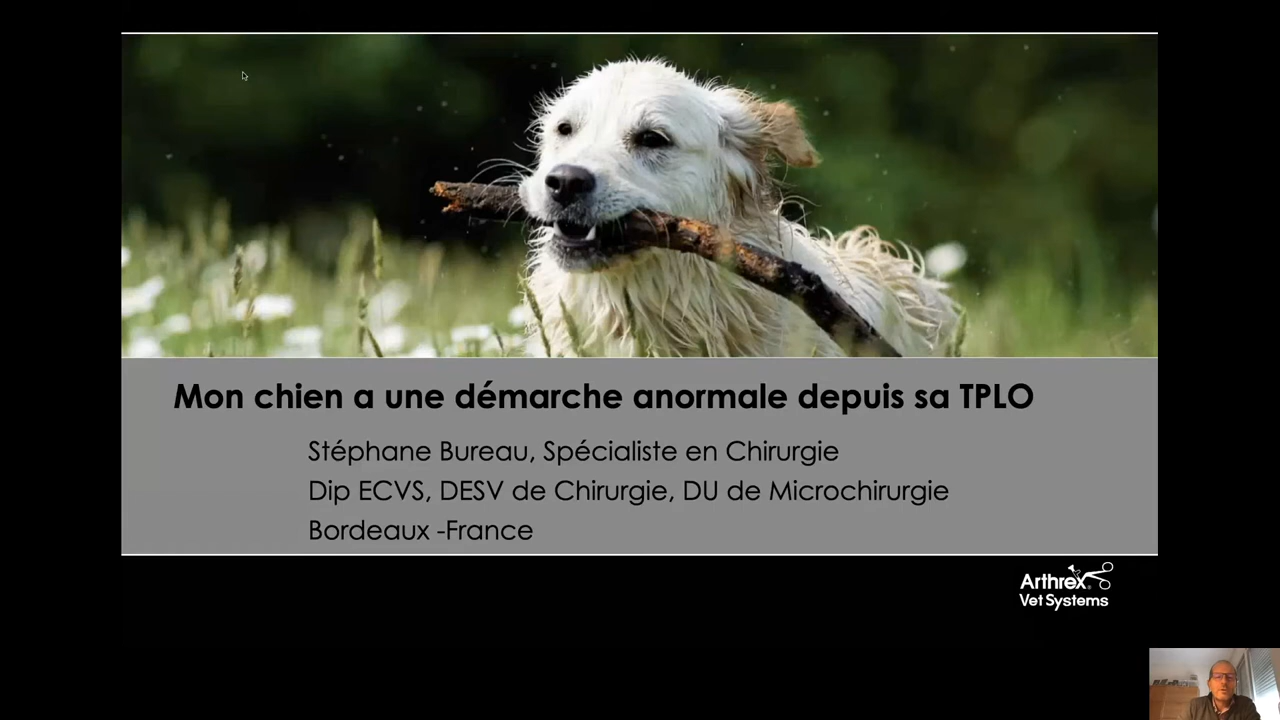 Mon chien a une démarche anormale depuis sa TPLO
Stéphane Bureau, Spécialiste en Chirurgie
Dip ECVS, DESV de Chirurgie, DU de Microchirurgie
Bordeaux -France
Arthrex
Vet Systems